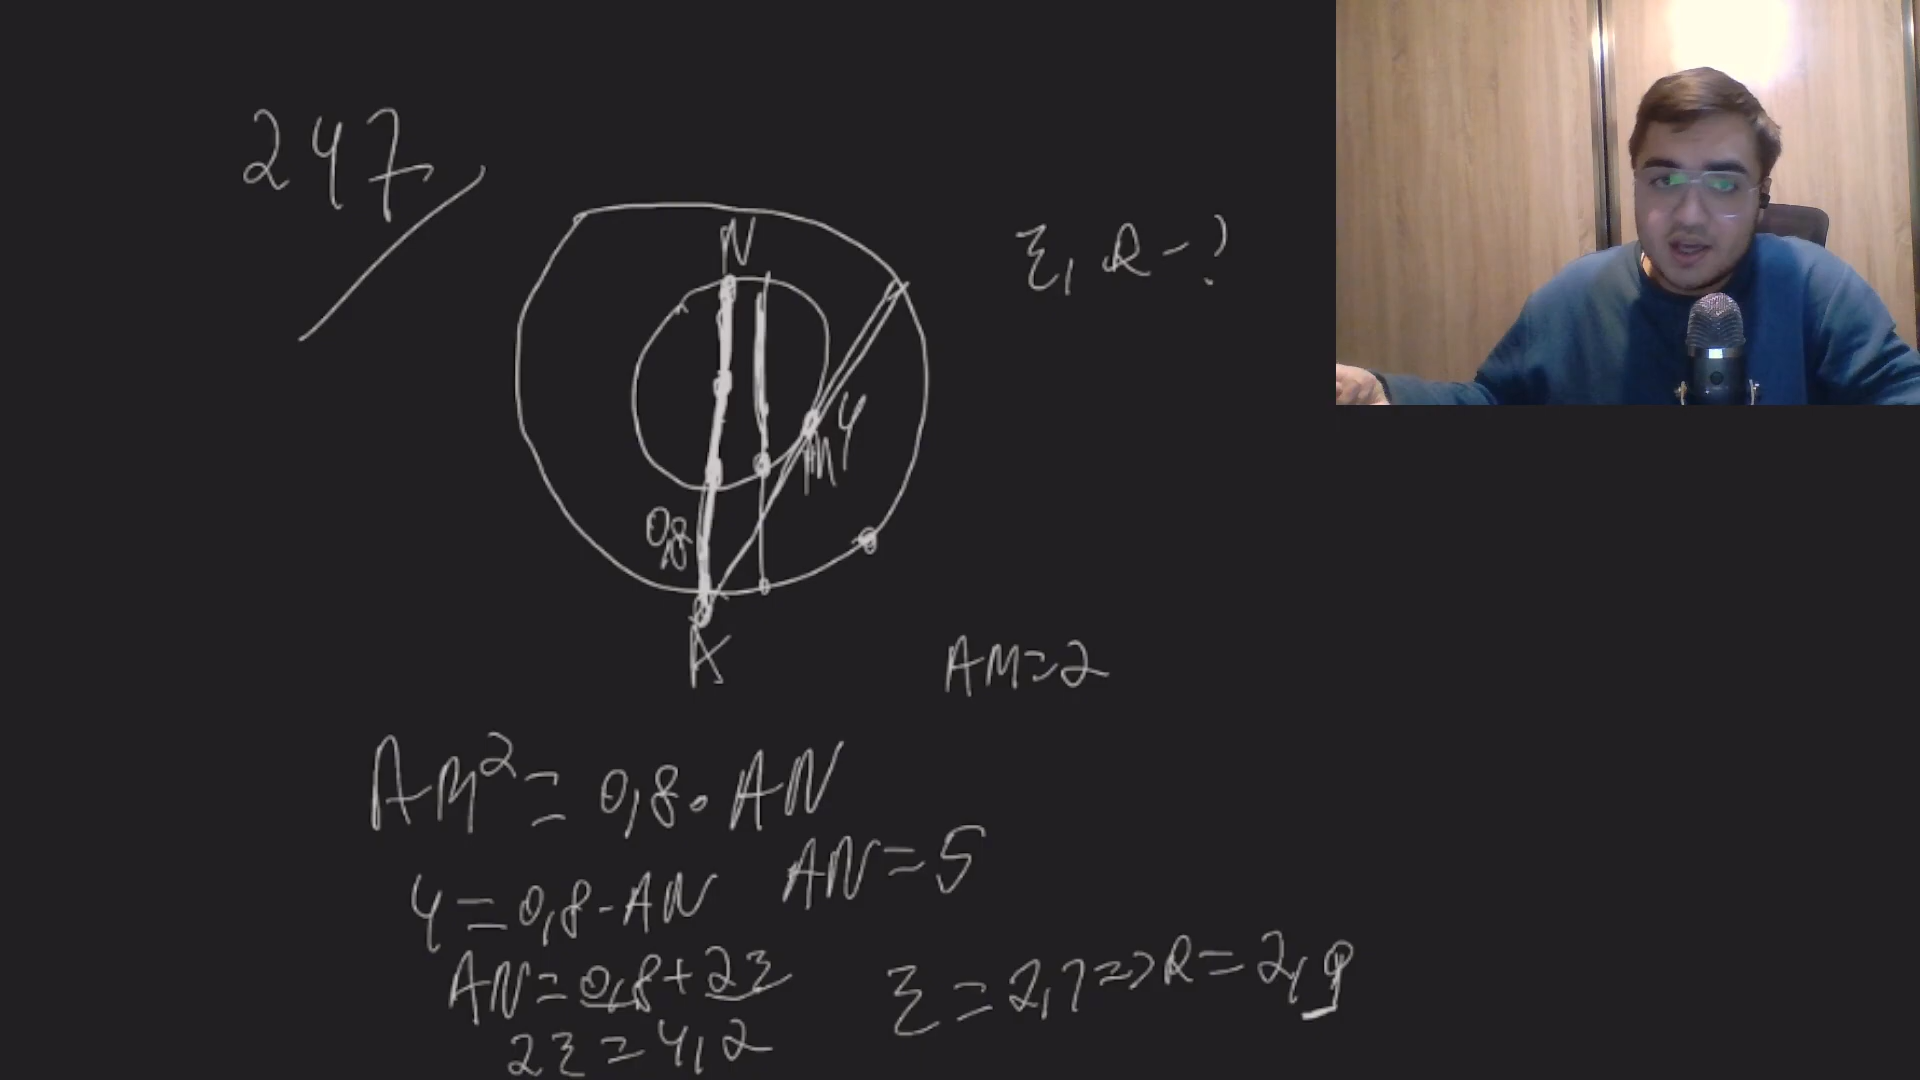 247
N
r, R - ?
4
M
0,8
A
AM = 2
AM² = 0,8 · AN
4 = 0,8 · AN
AN = 5
AN = 0,8 + 2r
2r = 4,2
r = 2,1 => R = 2,9